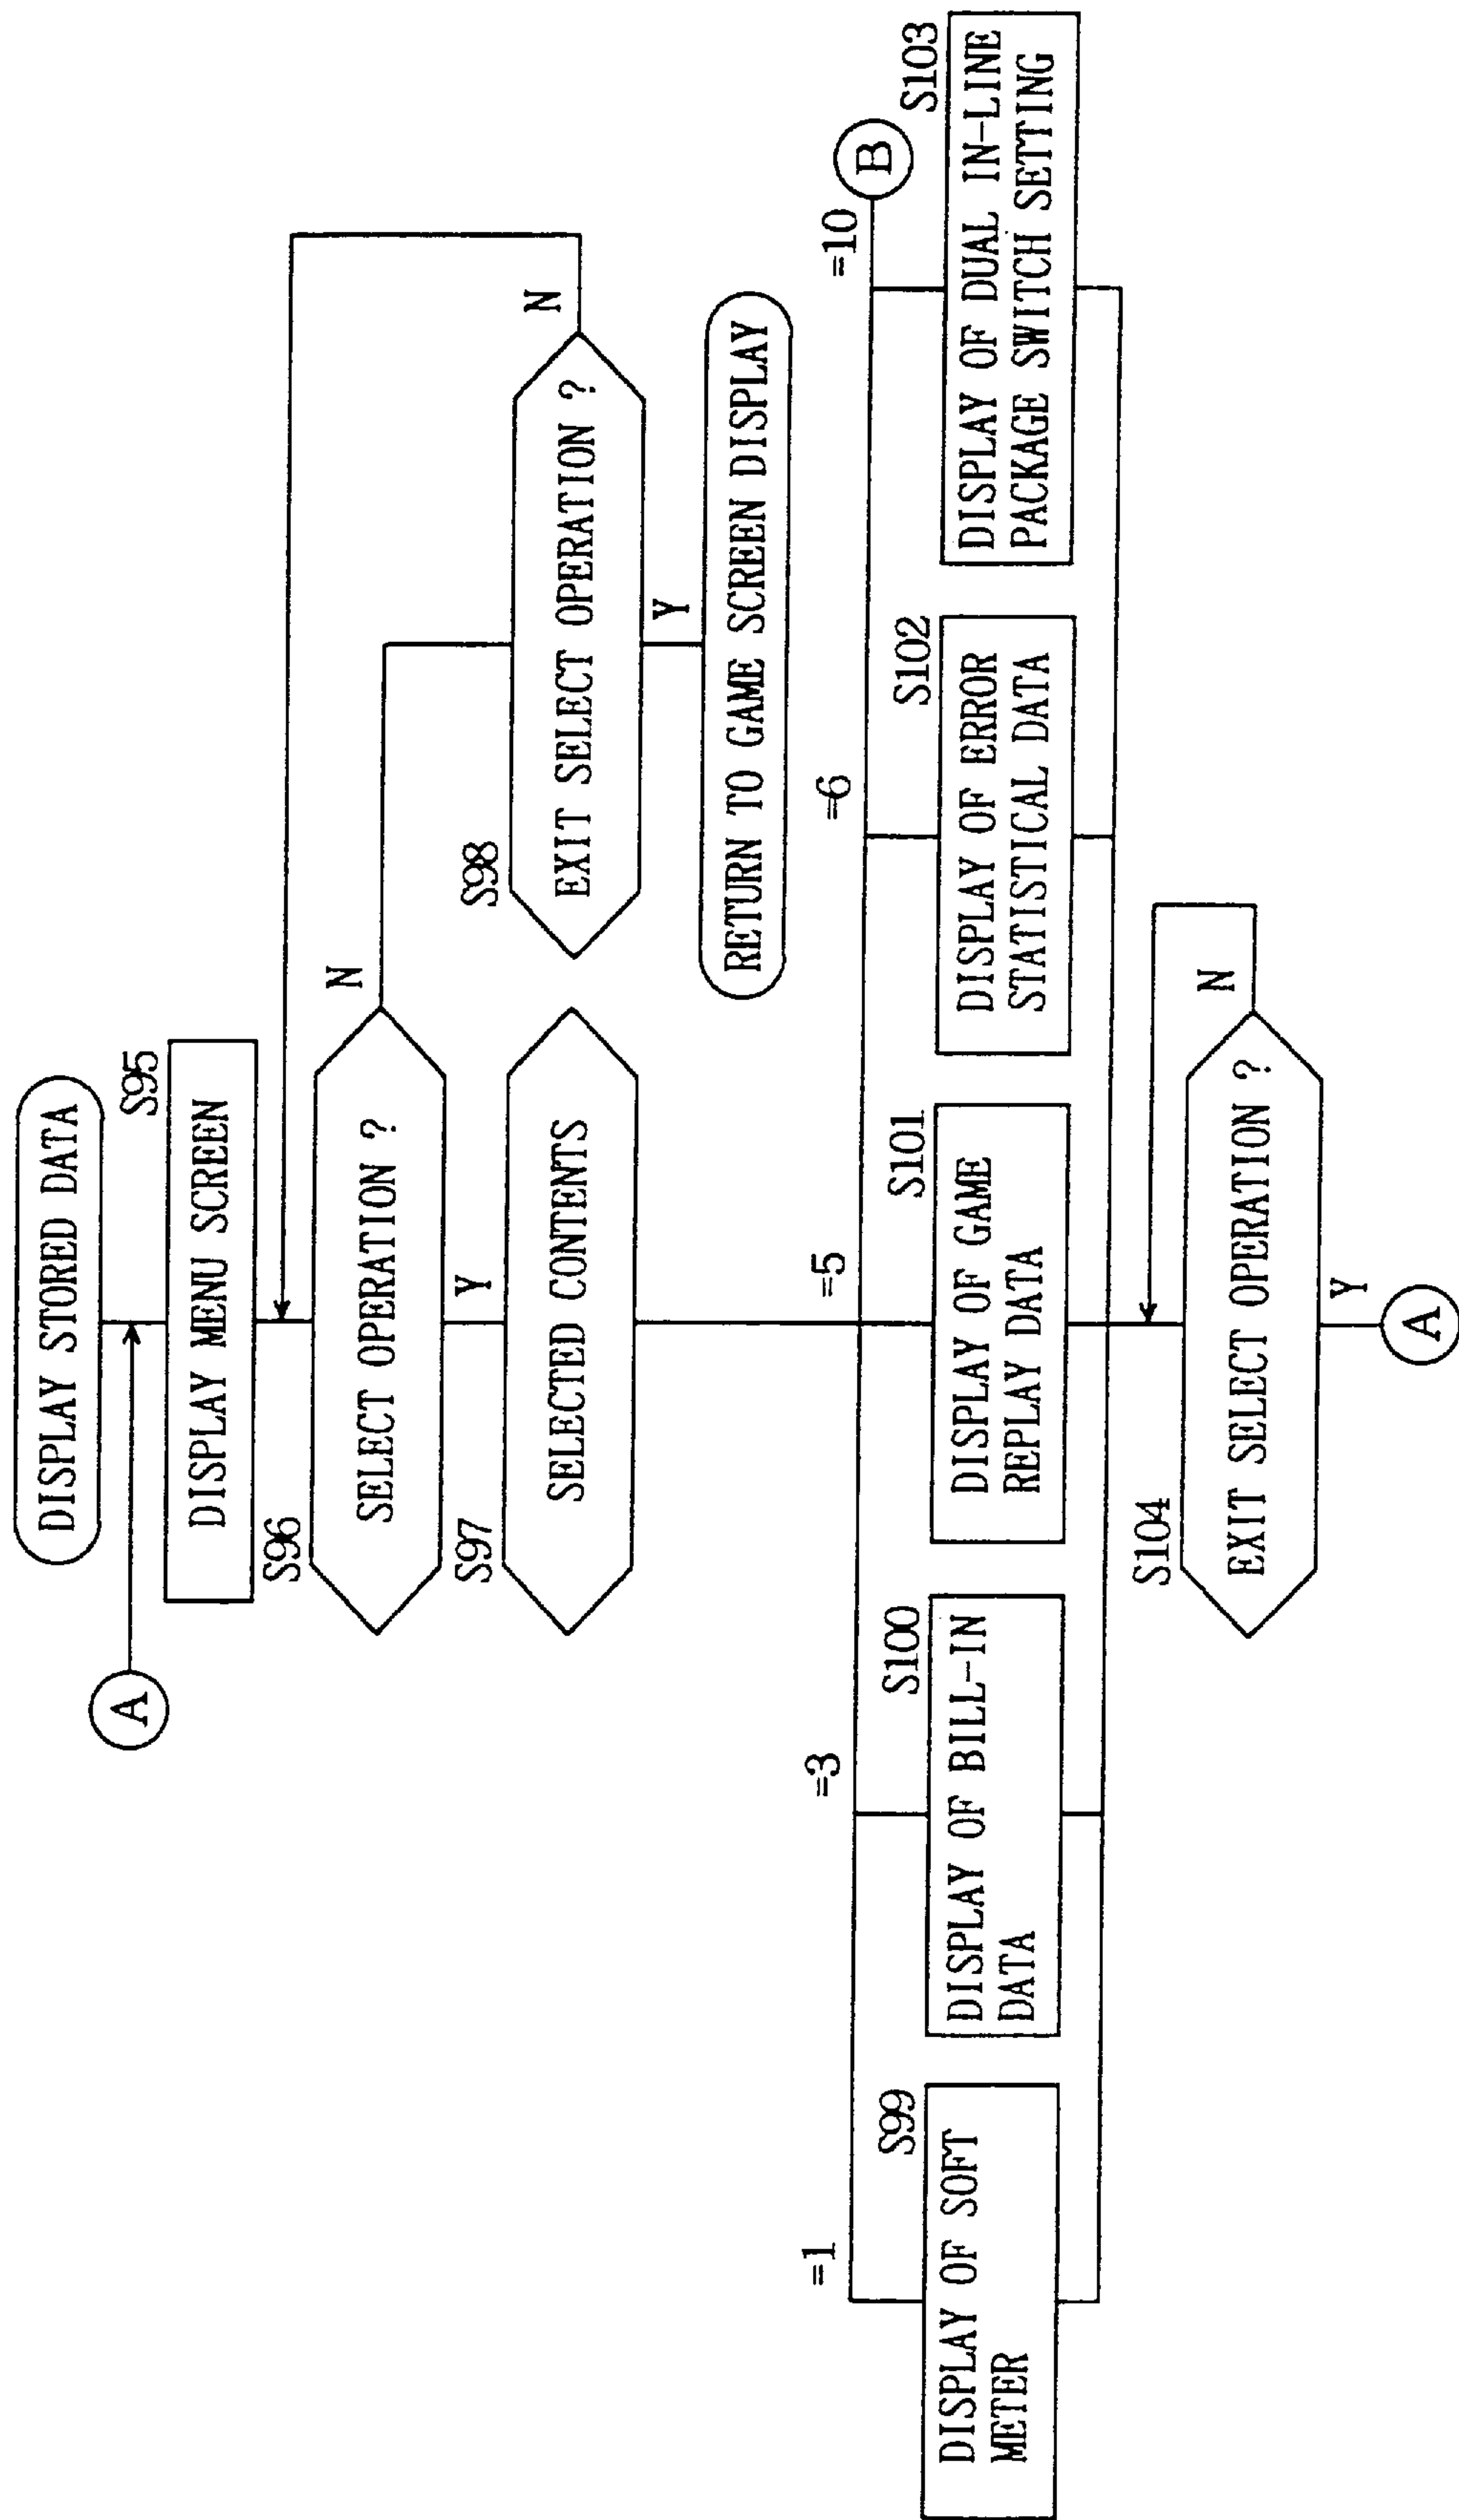 DISPLAY STORED DATA
A
S95
DISPLAY MENU SCREEN
S96
SELECT OPERATION ?
N
Y
S97
SELECTED CONTENTS
S98
EXIT SELECT OPERATION ?
N
Y
RETURN TO GAME SCREEN DISPLAY
=1
=3
=5
=6
=10
B
S99
DISPLAY OF SOFT
METER
S100
DISPLAY OF BILL-IN
DATA
S101
DISPLAY OF GAME
REPLAY DATA
S102
DISPLAY OF ERROR
STATISTICAL DATA
S103
DISPLAY OF DUAL IN-LINE
PACKAGE SWITCH SETTING
S104
EXIT SELECT OPERATION ?
N
Y
A